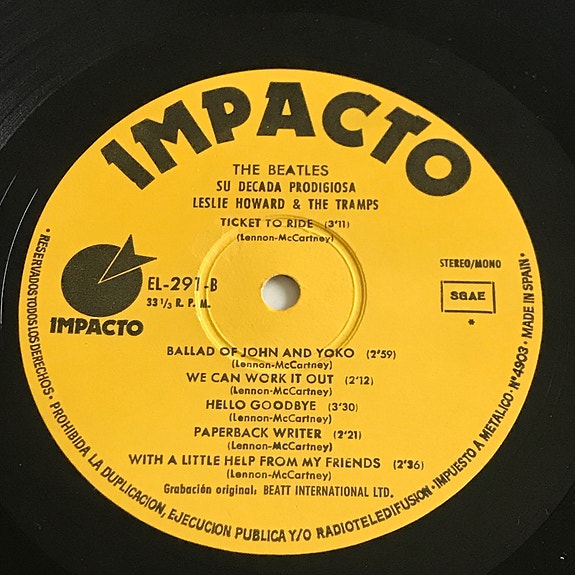 IMPACTO
THE BEATLES
SU DECADA PRODIGIOSA
LESLIE HOWARD & THE TRAMPS
TICKET TO RIDE (3'11)
(Lennon-McCartney)
EL-291-B
33 1/3 R. P. M.
IMPACTO
STEREO/MONO
SGAE
*
BALLAD OF JOHN AND YOKO (2'59)
(Lennon-McCartney)
WE CAN WORK IT OUT (2'12)
(Lennon-McCartney)
HELLO GOODBYE (3'30)
(Lennon-McCartney)
PAPERBACK WRITER (2'21)
(Lennon-McCartney)
WITH A LITTLE HELP FROM MY FRIENDS (2'36)
(Lennon-McCartney)
Grabación original: BEATT INTERNATIONAL LTD.
* RESERVADOS TODOS LOS DERECHOS * PROHIBIDA LA DUPLICACION, EJECUCION PUBLICA Y/O RADIOTELEDIFUSION * IMPUESTO A METALICO * Nº 4903 * MADE IN SPAIN *